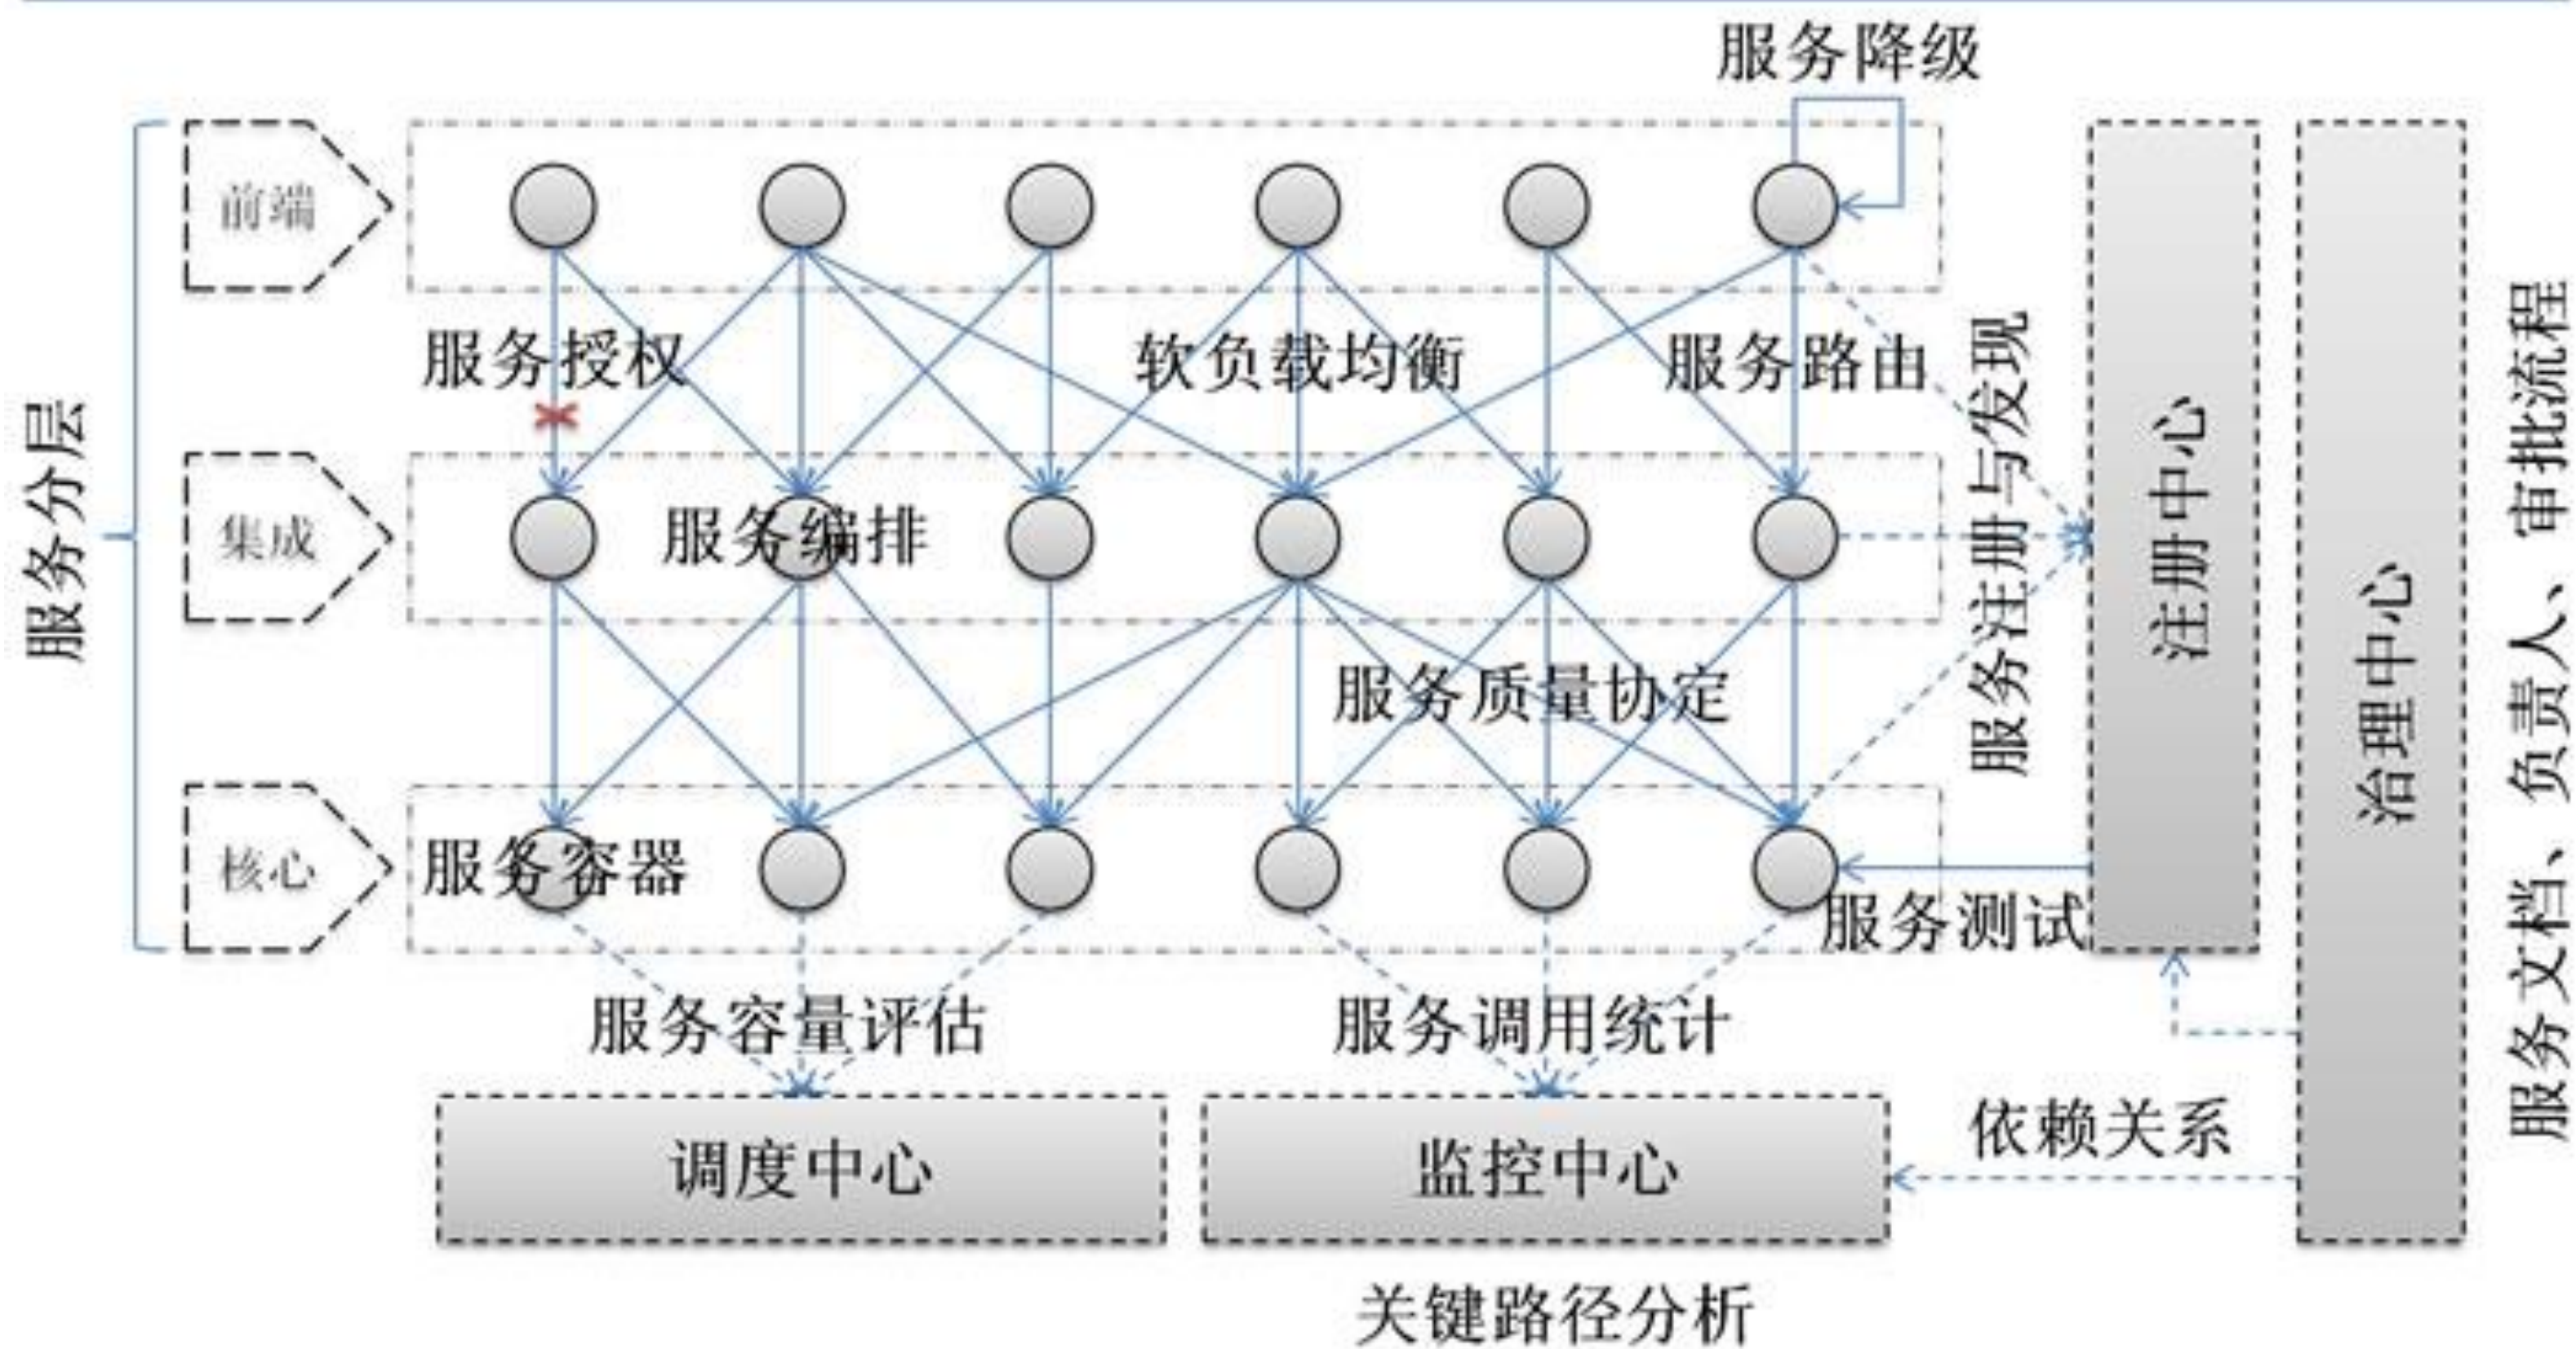 服务降级
前端
服务授权
软负载均衡
服务路由
服务分层
集成
服务编排
服务注册与发现
注册中心
治理中心
服务文档、负责人、审批流程
服务质量协定
核心
服务容器
服务测试
服务容量评估
服务调用统计
调度中心
监控中心
依赖关系
关键路径分析